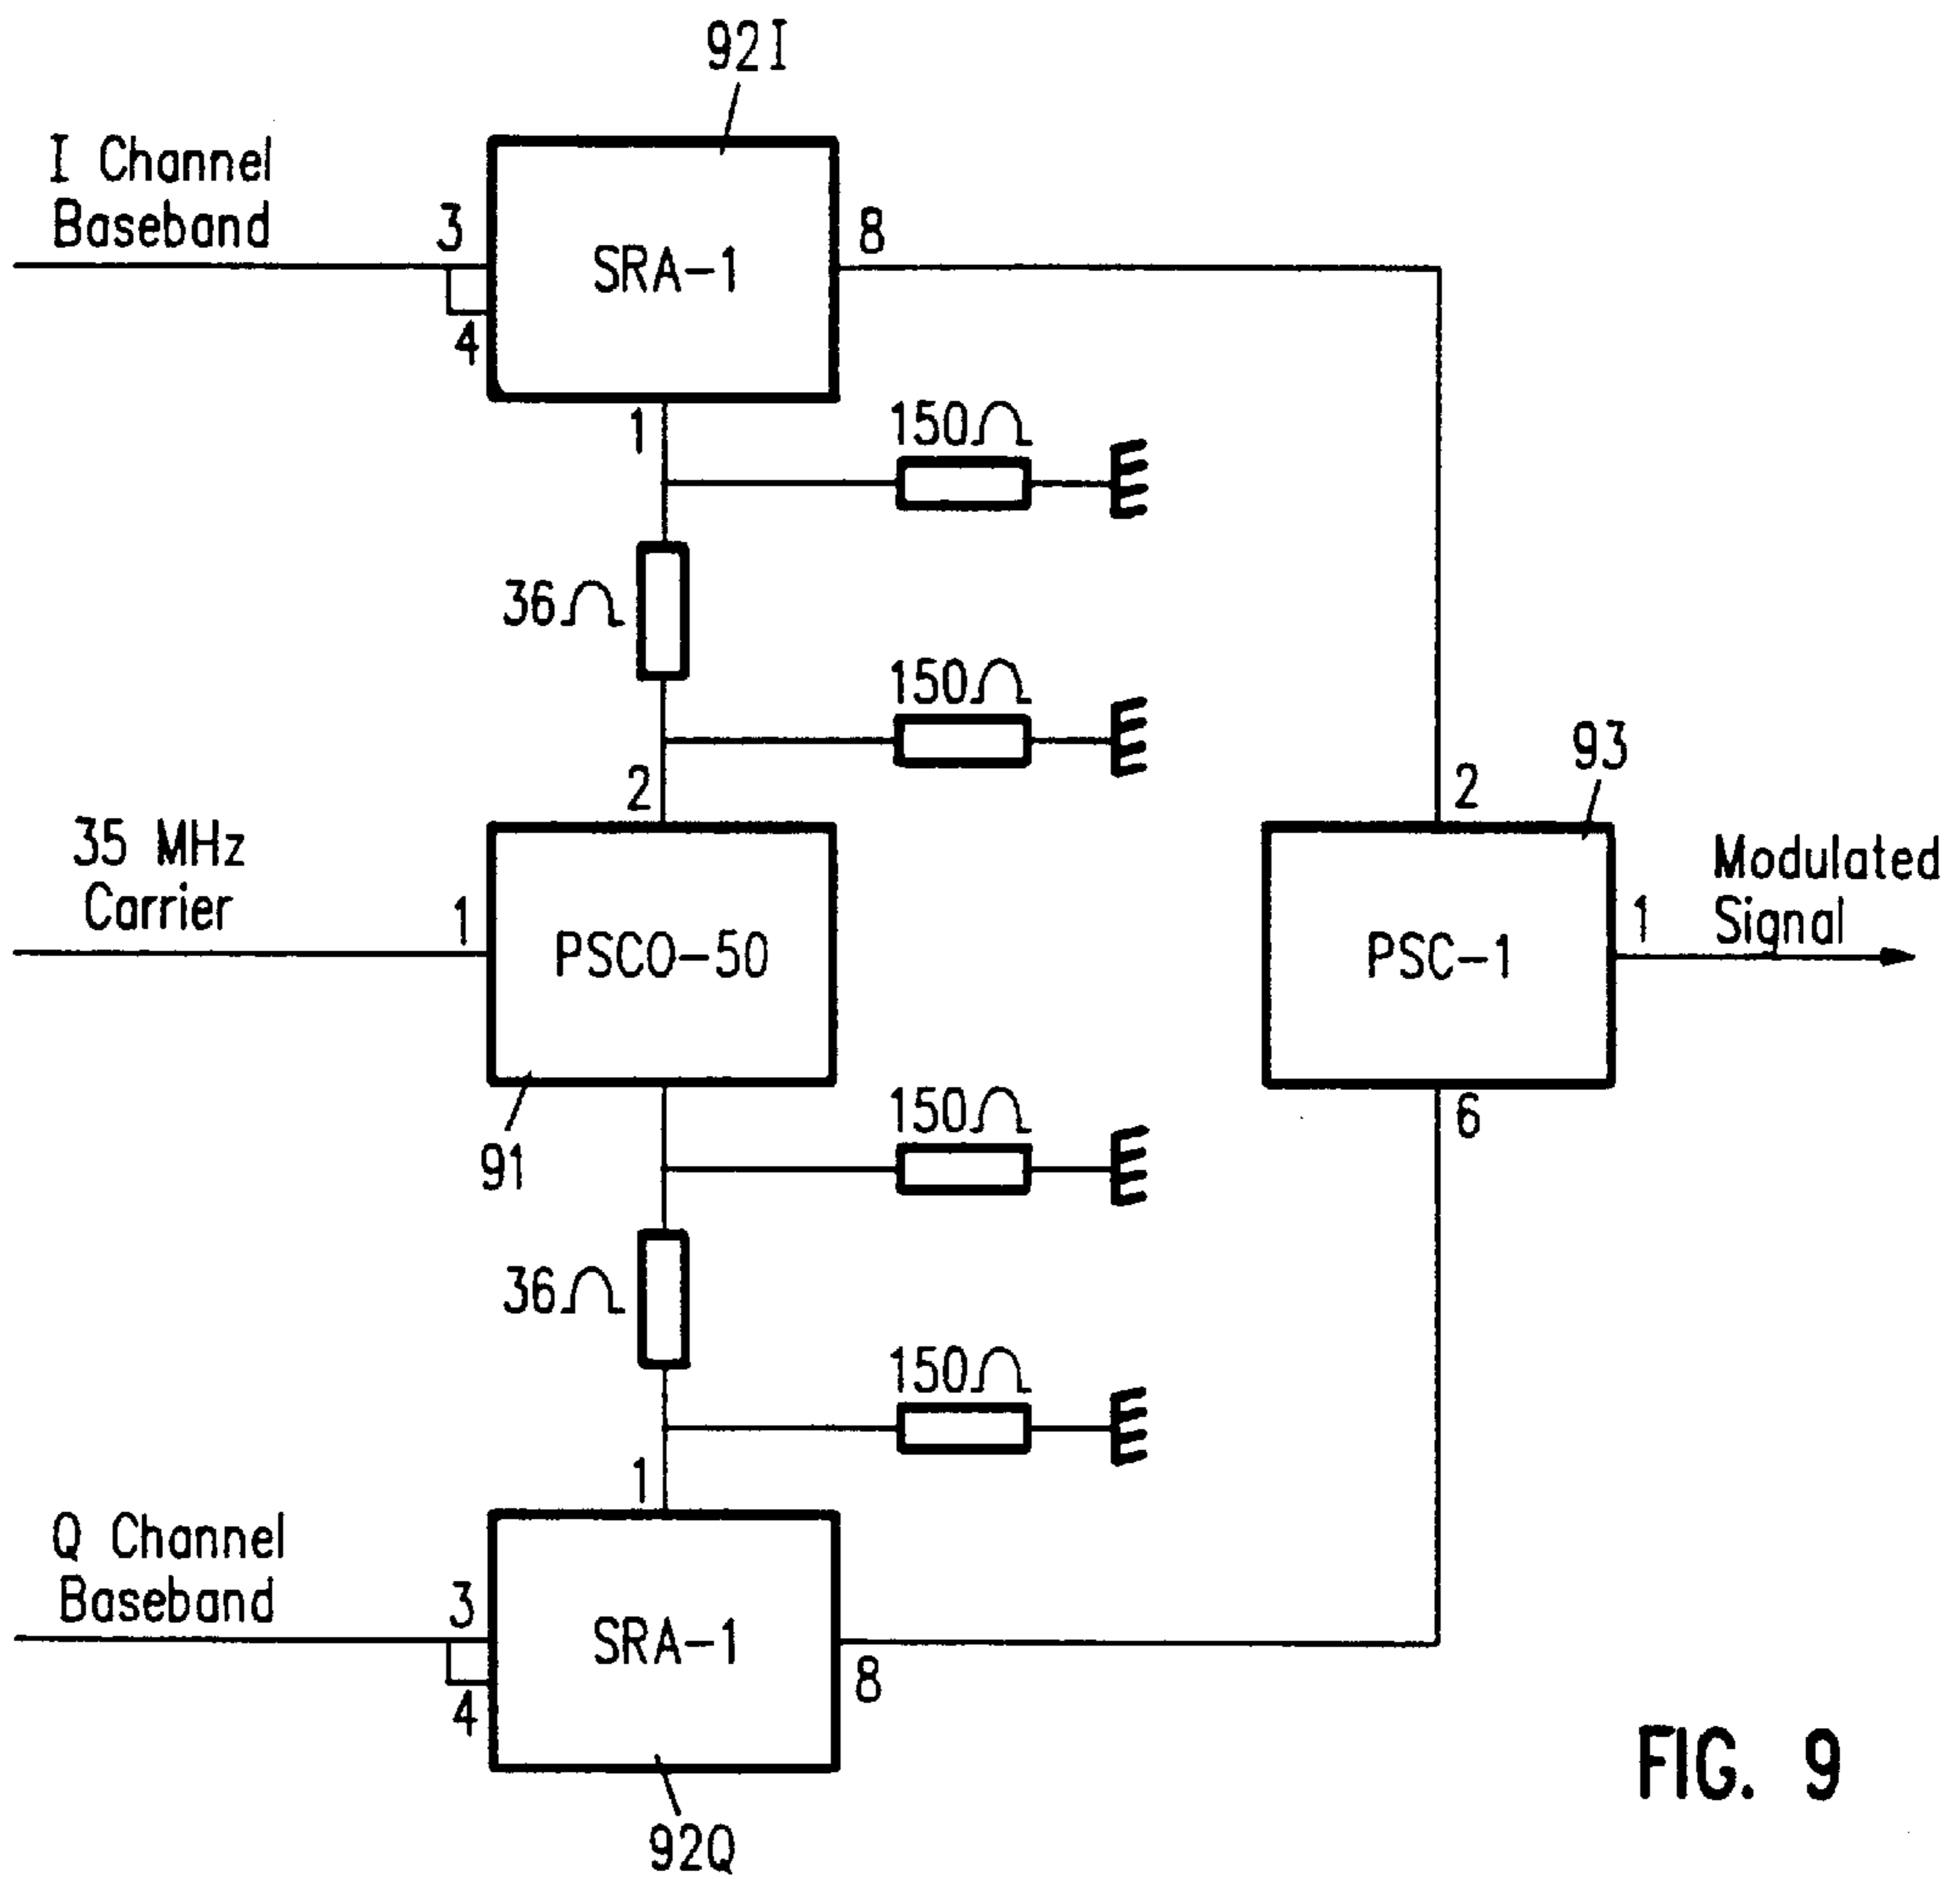 92I
I Channel
Baseband
3
4
SRA-1
8
1
150Ω
36Ω
150Ω
2
35 MHz
Carrier
1
PSCO-50
91
2
93
PSC-1
1
Modulated
Signal
6
150Ω
36Ω
150Ω
1
Q Channel
Baseband
3
4
SRA-1
8
92Q
FIG. 9